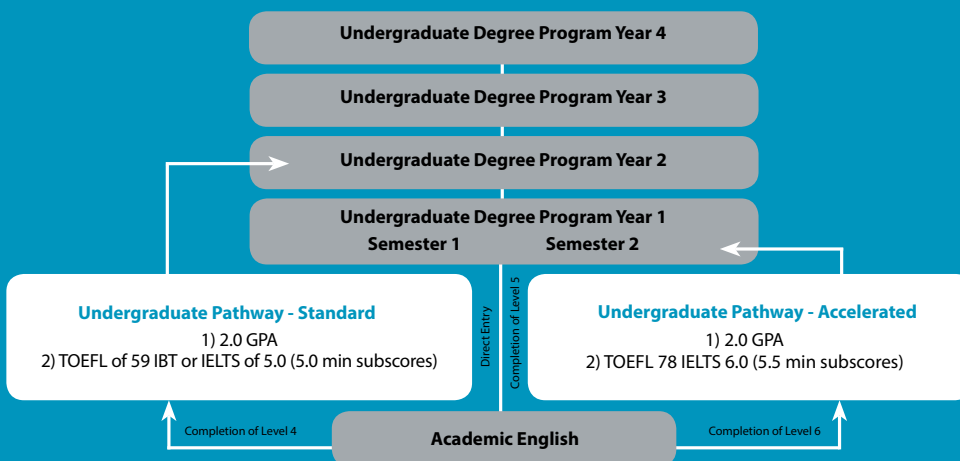 Undergraduate Degree Program Year 4
Undergraduate Degree Program Year 3
Undergraduate Degree Program Year 2
Undergraduate Degree Program Year 1
Semester 1 Semester 2
Undergraduate Pathway - Standard
1) 2.0 GPA
2) TOEFL of 59 IBT or IELTS of 5.0 (5.0 min subscores)
Direct Entry
Completion of Level 5
Undergraduate Pathway - Accelerated
1) 2.0 GPA
2) TOEFL 78 IELTS 6.0 (5.5 min subscores)
Completion of Level 4
Academic English
Completion of Level 6